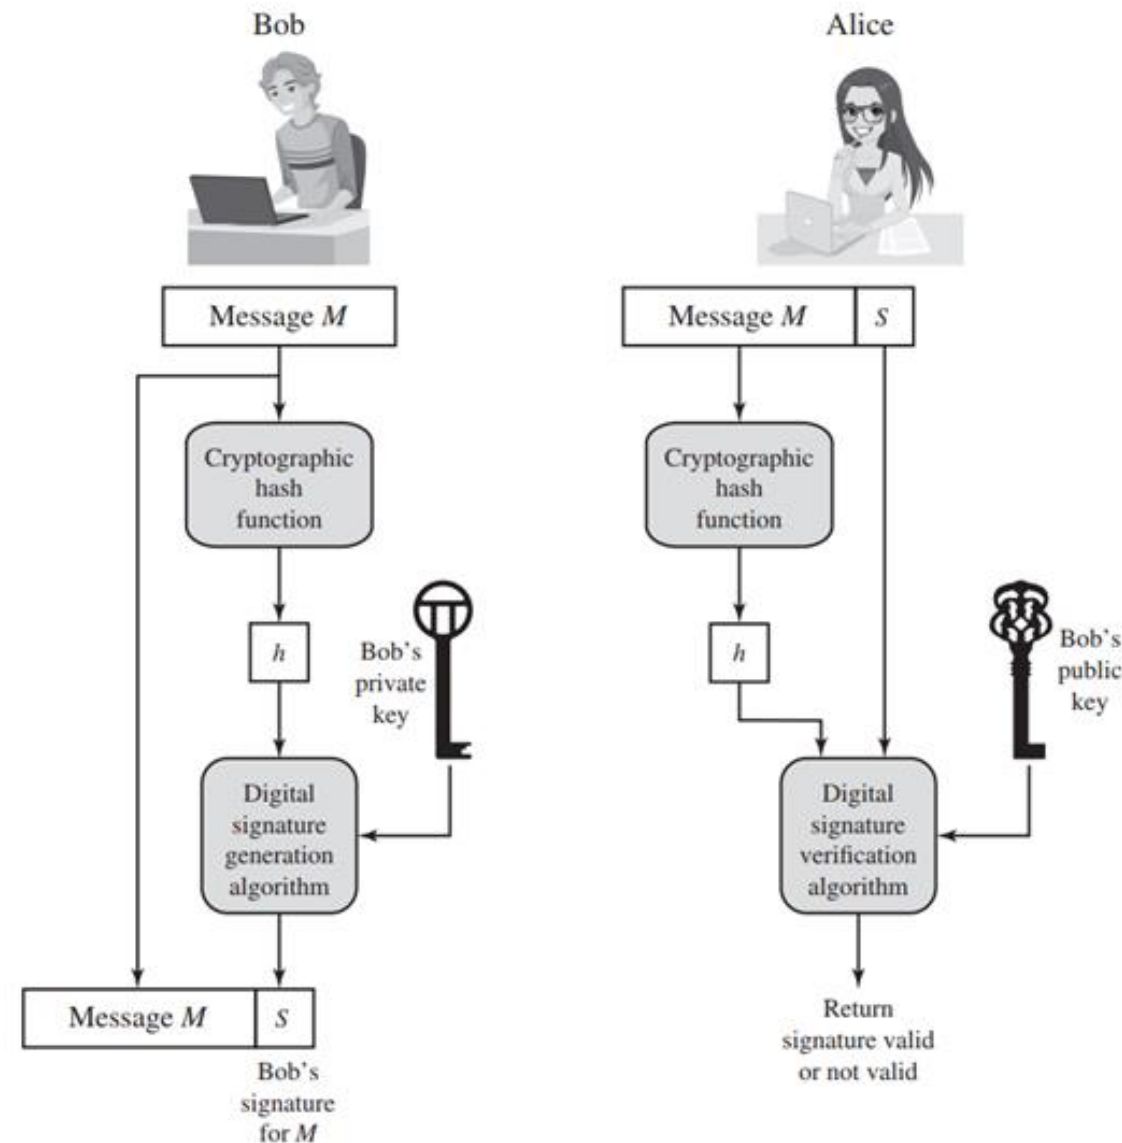 Bob
Message M
Cryptographic
hash
function
h
Bob's
private
key
Digital
signature
generation
algorithm
Message M
S
Bob's
signature
for M
Alice
Message M
S
Cryptographic
hash
function
h
Bob's
public
key
Digital
signature
verification
algorithm
Return
signature valid
or not valid